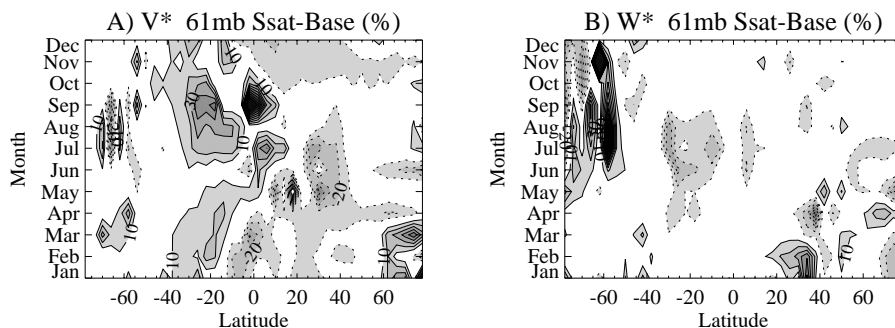 A) V* 61mb Ssat-Base (%)
Dec
Nov
Oct
Sep
Aug
Jul
Jun
May
Apr
Mar
Feb
Jan
Month
-60 -40 -20 0 20 40 60
Latitude
10
10
30
10
10
-20
10
10
-20
10
B) W* 61mb Ssat-Base (%)
Dec
Nov
Oct
Sep
Aug
Jul
Jun
May
Apr
Mar
Feb
Jan
Month
-60 -40 -20 0 20 40 60
Latitude
10
10